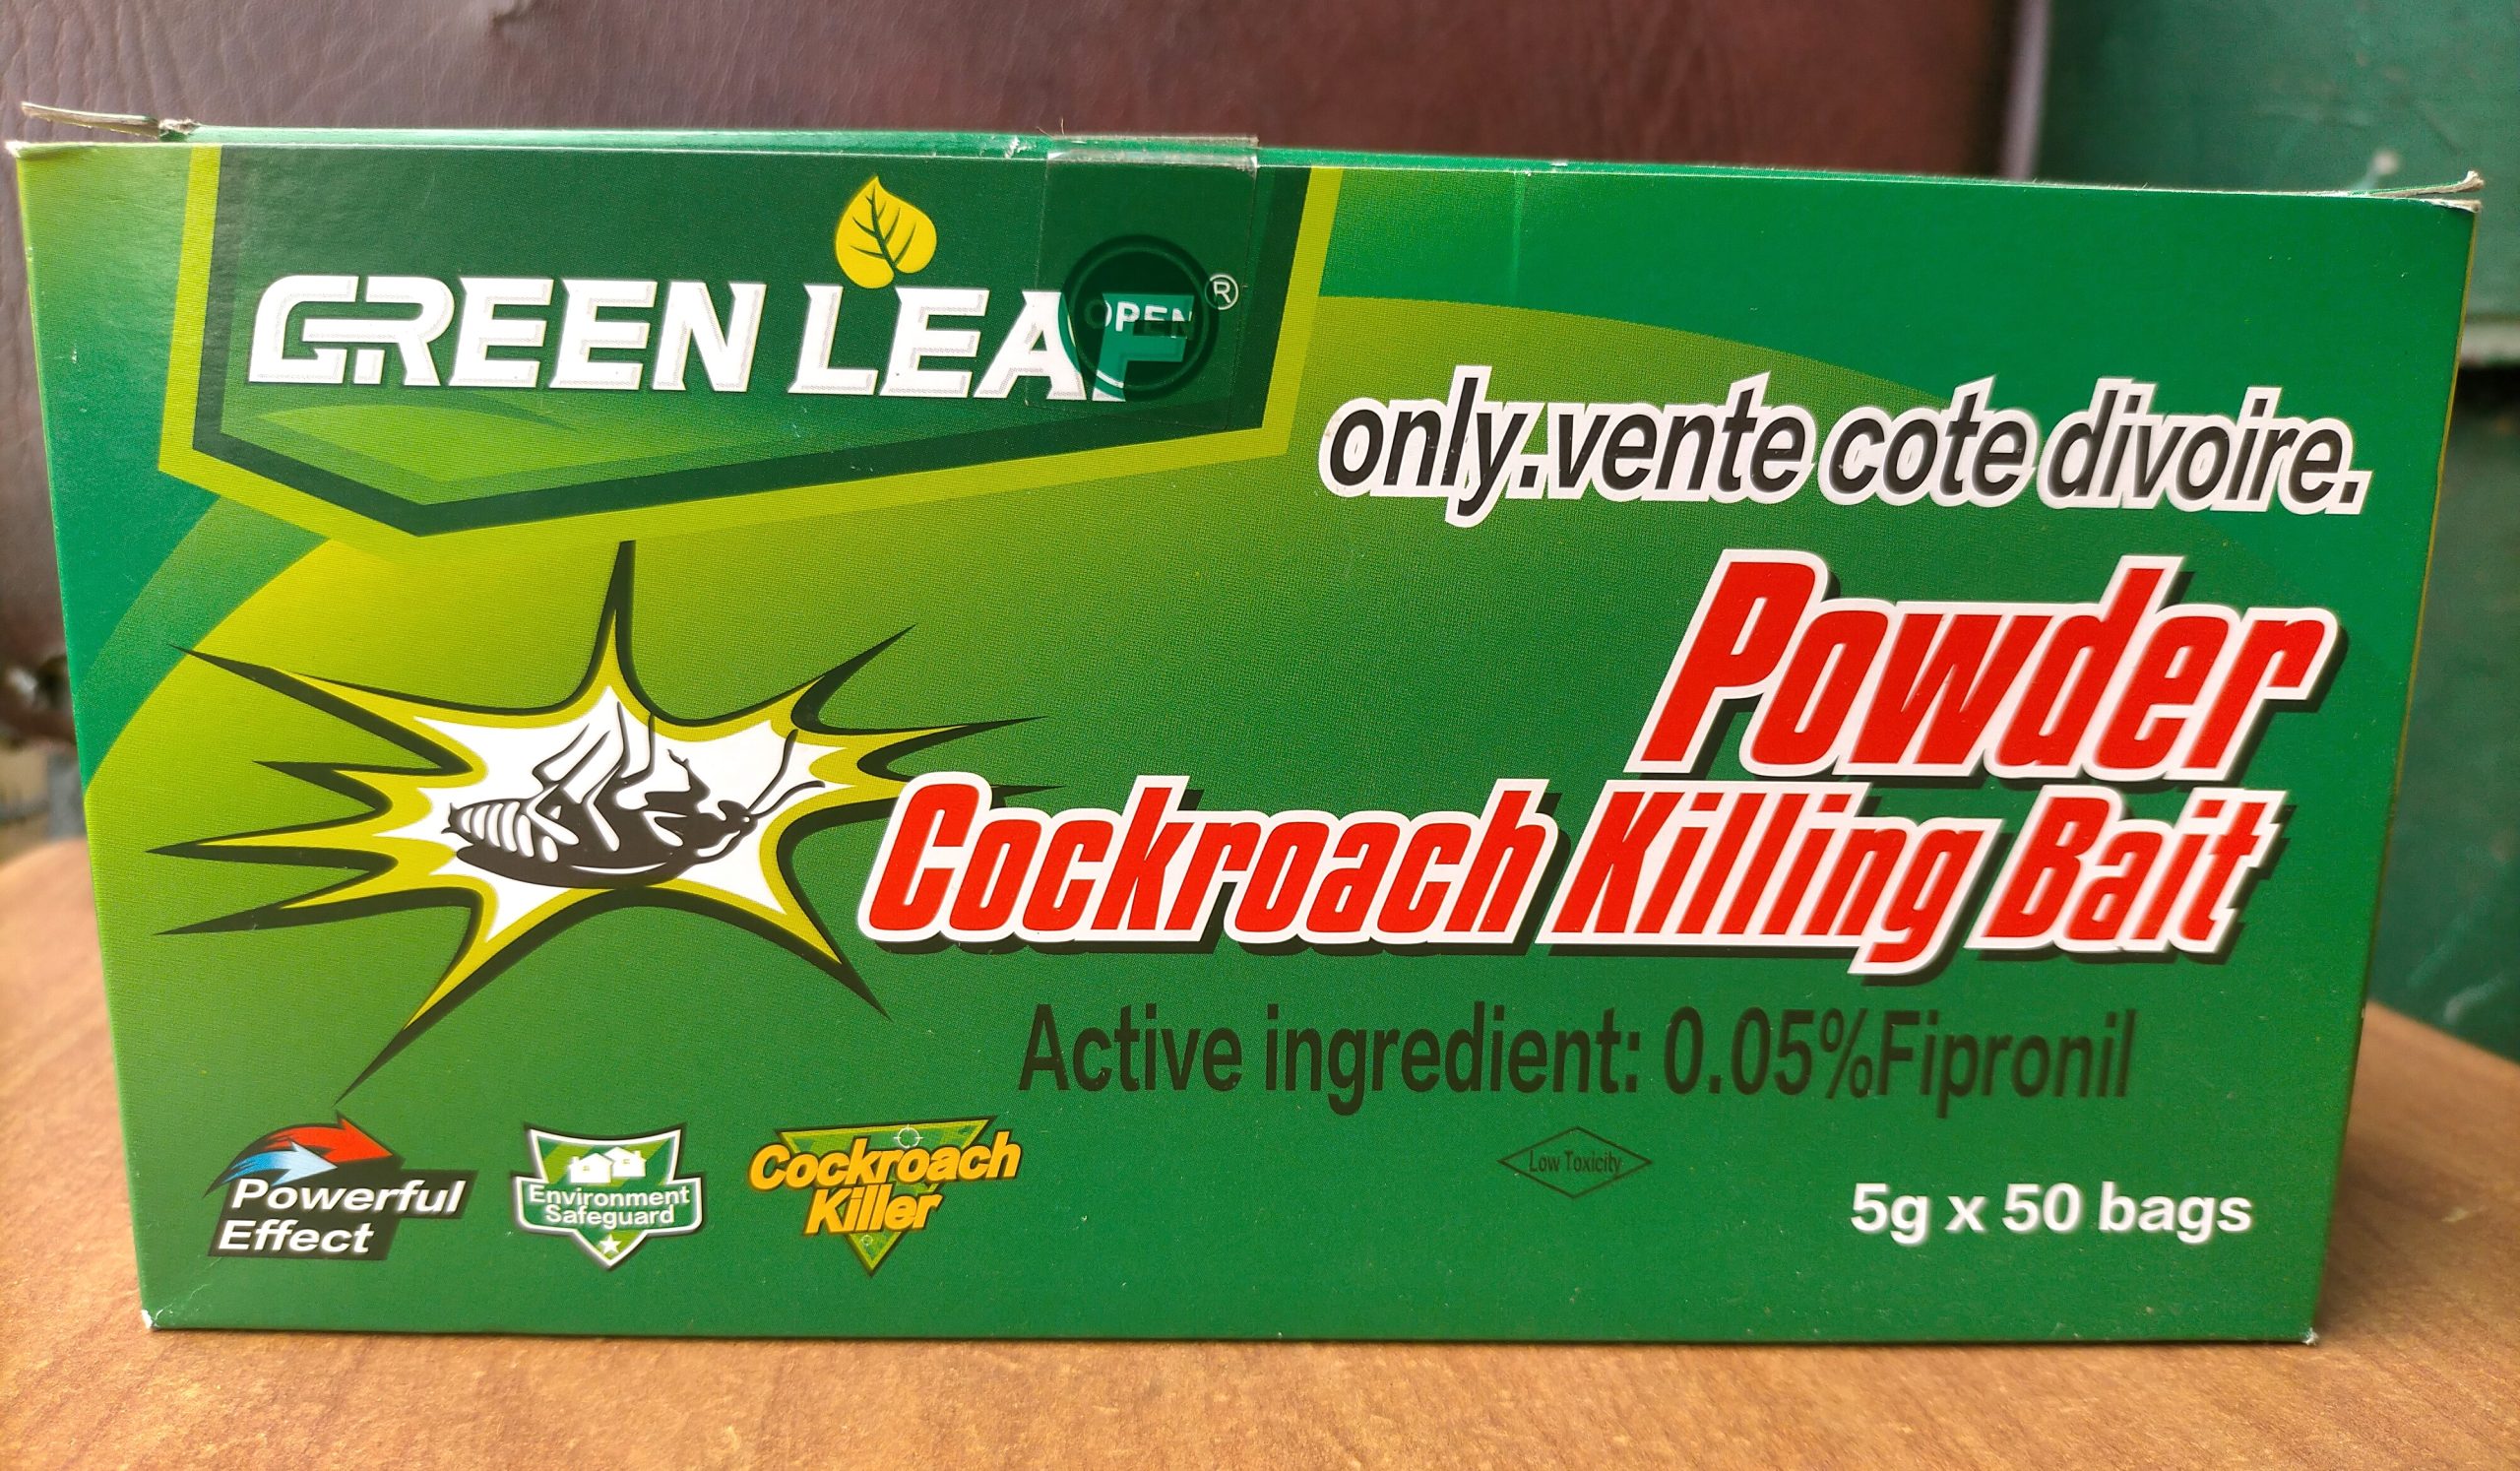 GREEN LEAF
OPEN
®
only.vente cote divoire.
Powder
Cockroach Killing Bait
Active ingredient: 0.05%Fipronil
Powerful
Effect
Environment
Safeguard
Cockroach
Killer
Low Toxicity
5g x 50 bags